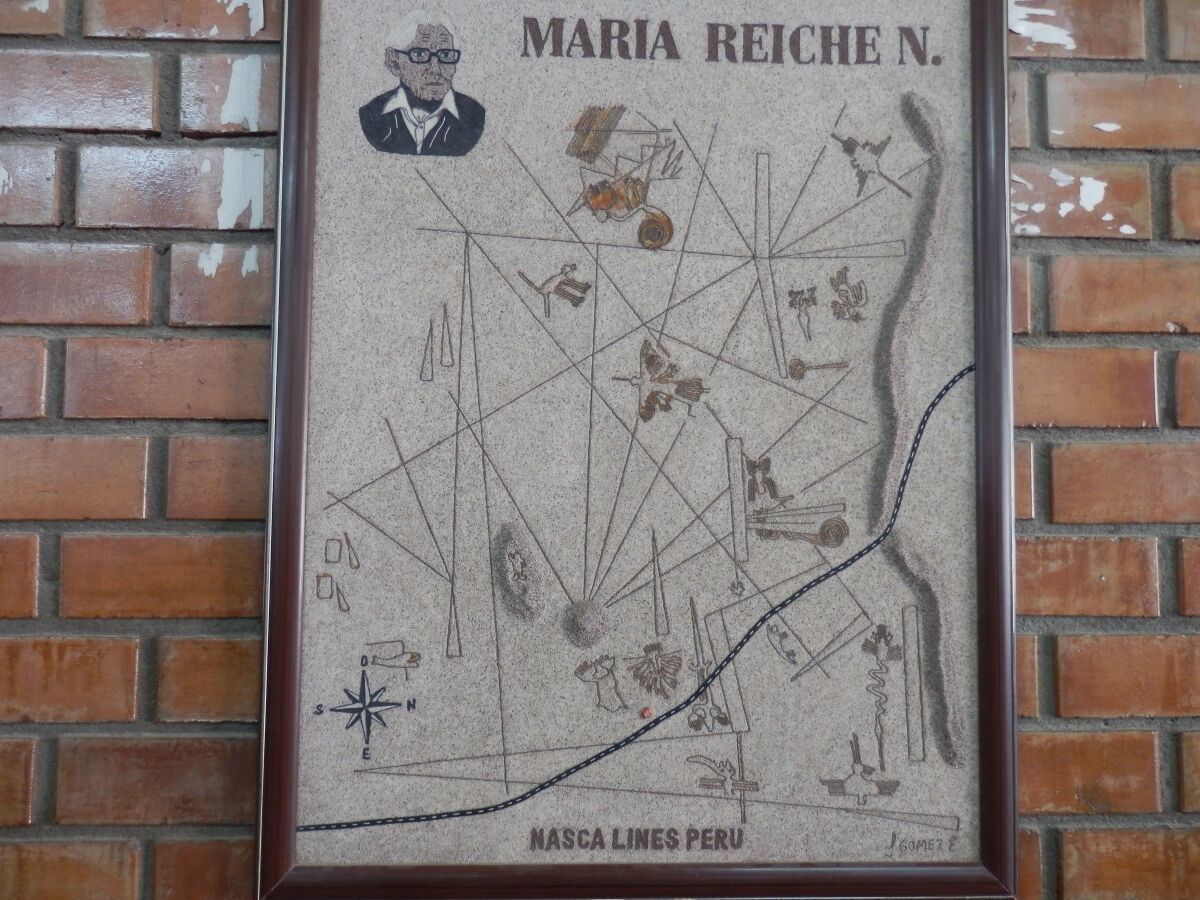 MARIA REICHE N.
O
S N
E
NASCA LINES PERU
GOMEZ E